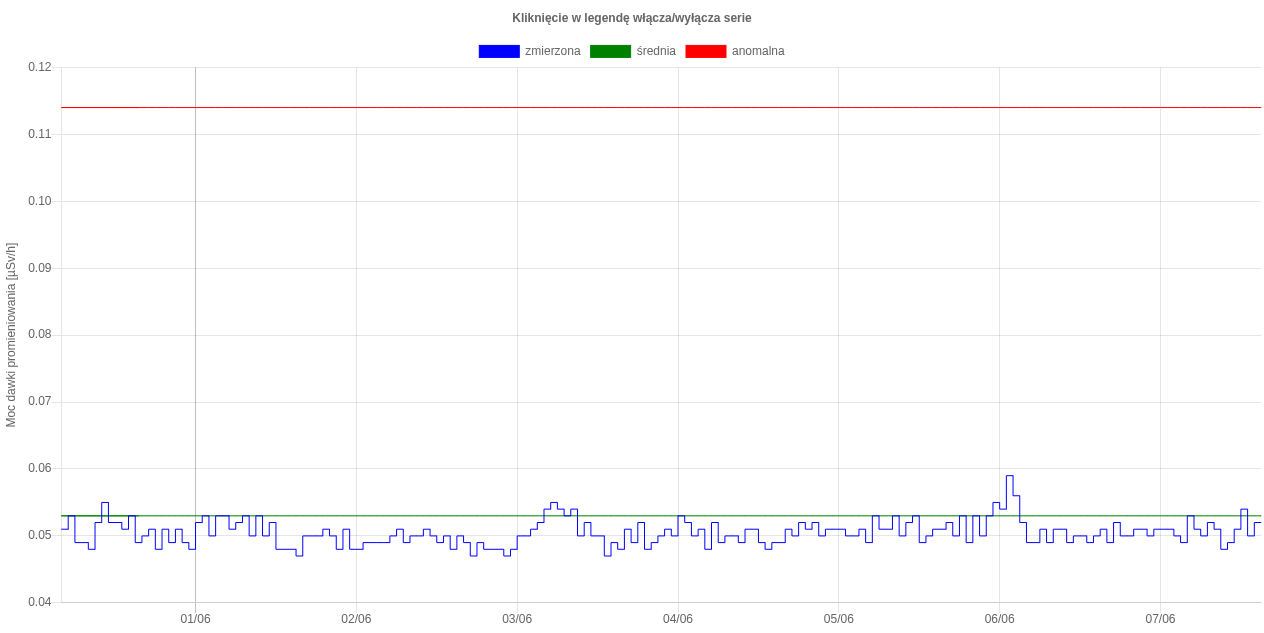 Kliknięcie w legendę włącza/wyłącza serie
zmierzona średnia anomalna
Moc dawki promieniowania [µSv/h]
0.12
0.11
0.10
0.09
0.08
0.07
0.06
0.05
0.04
01/06 02/06 03/06 04/06 05/06 06/06 07/06